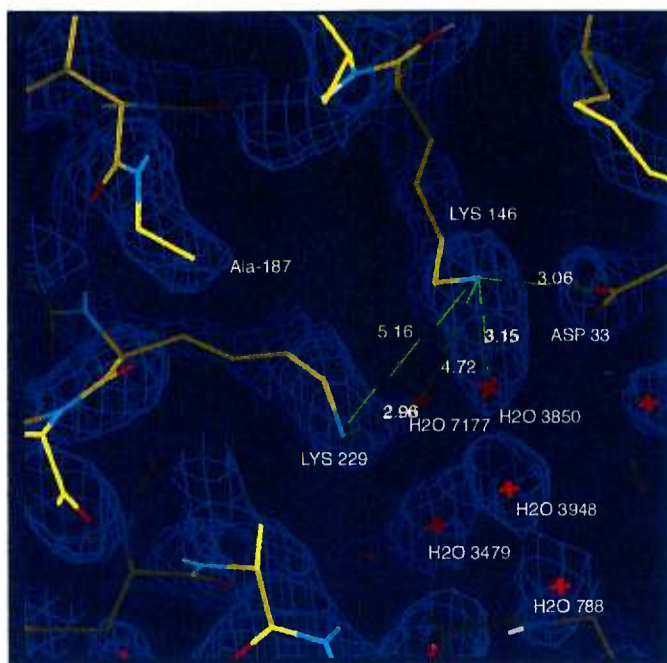 LYS 146
Ala-187
3.06
5.16
3.15
ASP 33
4.72
2.96
H2O 7177
H2O 3850
LYS 229
H2O 3948
H2O 3479
H2O 788